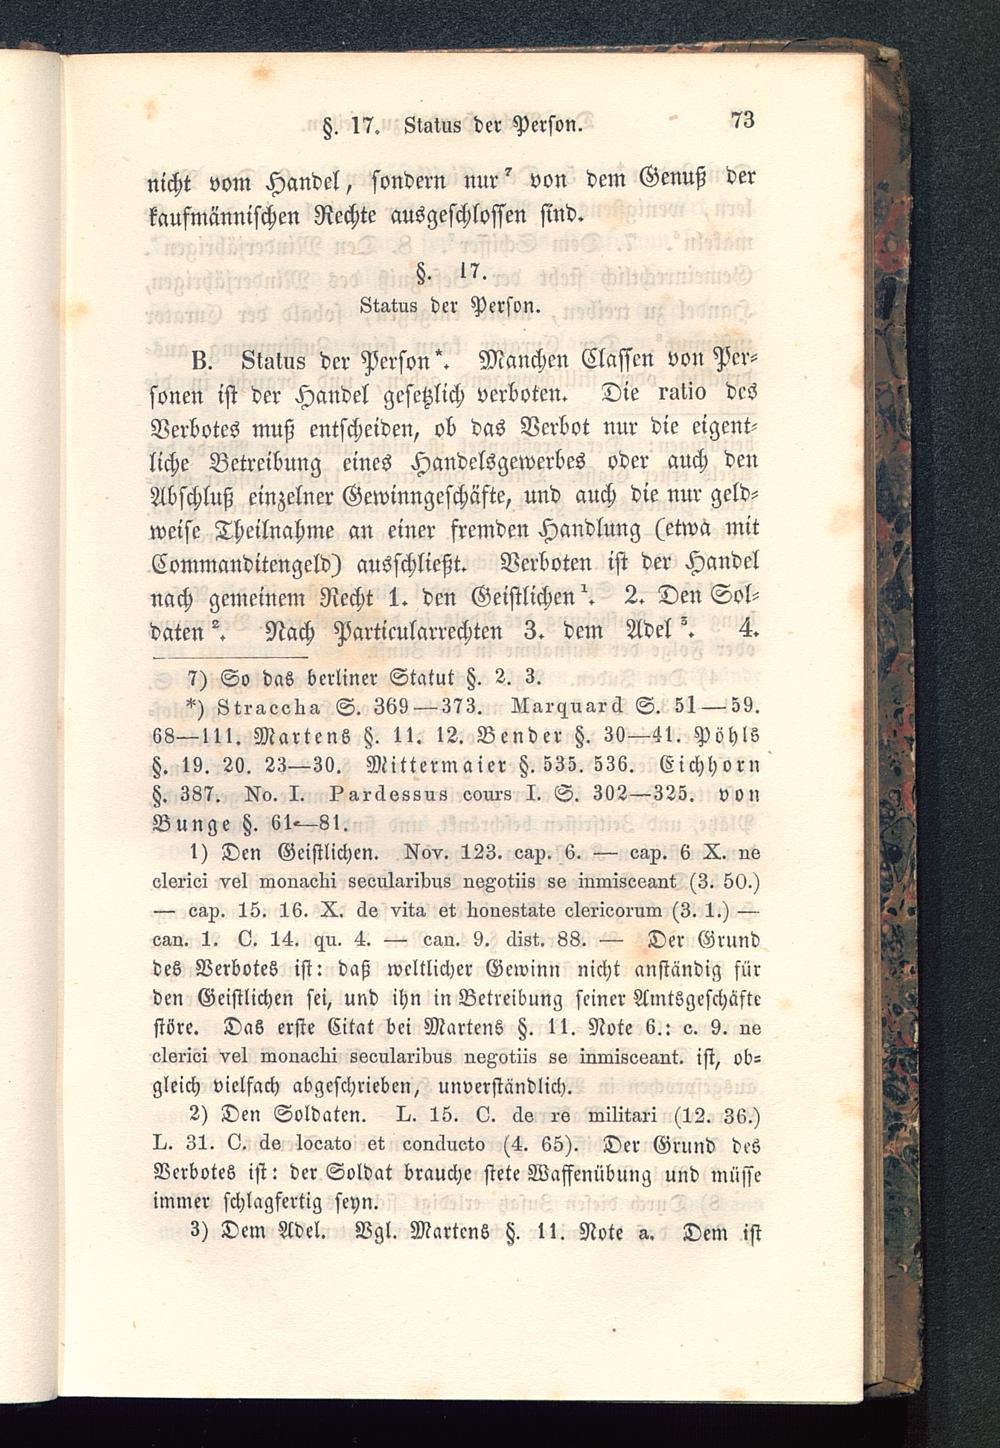 §. 17. Status der Person. 73
nicht vom Handel, sondern nur⁷ von dem Genuß der
kaufmännischen Rechte ausgeschlossen sind.
§. 17.
Status der Person.
B. Status der Person*. Manchen Classen von Per-
sonen ist der Handel gesetzlich verboten. Die ratio des
Verbotes muß entscheiden, ob das Verbot nur die eigent-
liche Betreibung eines Handelsgewerbes oder auch den
Abschluß einzelner Gewinngeschäfte, und auch die nur geld-
weise Theilnahme an einer fremden Handlung (etwa mit
Commanditengeld) ausschließt. Verboten ist der Handel
nach gemeinem Recht 1. den Geistlichen¹. 2. Den Sol-
daten². Nach Particularrechten 3. dem Adel³. 4.
7) So das berliner Statut §. 2. 3.
*) Straccha S. 369—373. Marquard S. 51—59.
68—111. Martens §. 11. 12. Bender §. 30—41. Pöhls
§. 19. 20. 23—30. Mittermaier §. 535. 536. Eichhorn
§. 387. No. I. Pardessus cours I. S. 302—325. von
Bunge §. 61—81.
1) Den Geistlichen. Nov. 123. cap. 6. — cap. 6 X. ne
clerici vel monachi secularibus negotiis se inmisceant (3. 50.)
— cap. 15. 16. X. de vita et honestate clericorum (3. 1.) —
can. 1. C. 14. qu. 4. — can. 9. dist. 88. — Der Grund
des Verbotes ist: daß weltlicher Gewinn nicht anständig für
den Geistlichen sei, und ihn in Betreibung seiner Amtsgeschäfte
störe. Das erste Citat bei Martens §. 11. Note 6.: c. 9. ne
clerici vel monachi secularibus negotiis se inmisceant. ist, ob-
gleich vielfach abgeschrieben, unverständlich.
2) Den Soldaten. L. 15. C. de re militari (12. 36.)
L. 31. C. de locato et conducto (4. 65). Der Grund des
Verbotes ist: der Soldat brauche stete Waffenübung und müsse
immer schlagfertig seyn.
3) Dem Adel. Vgl. Martens §. 11. Note a. Dem ist